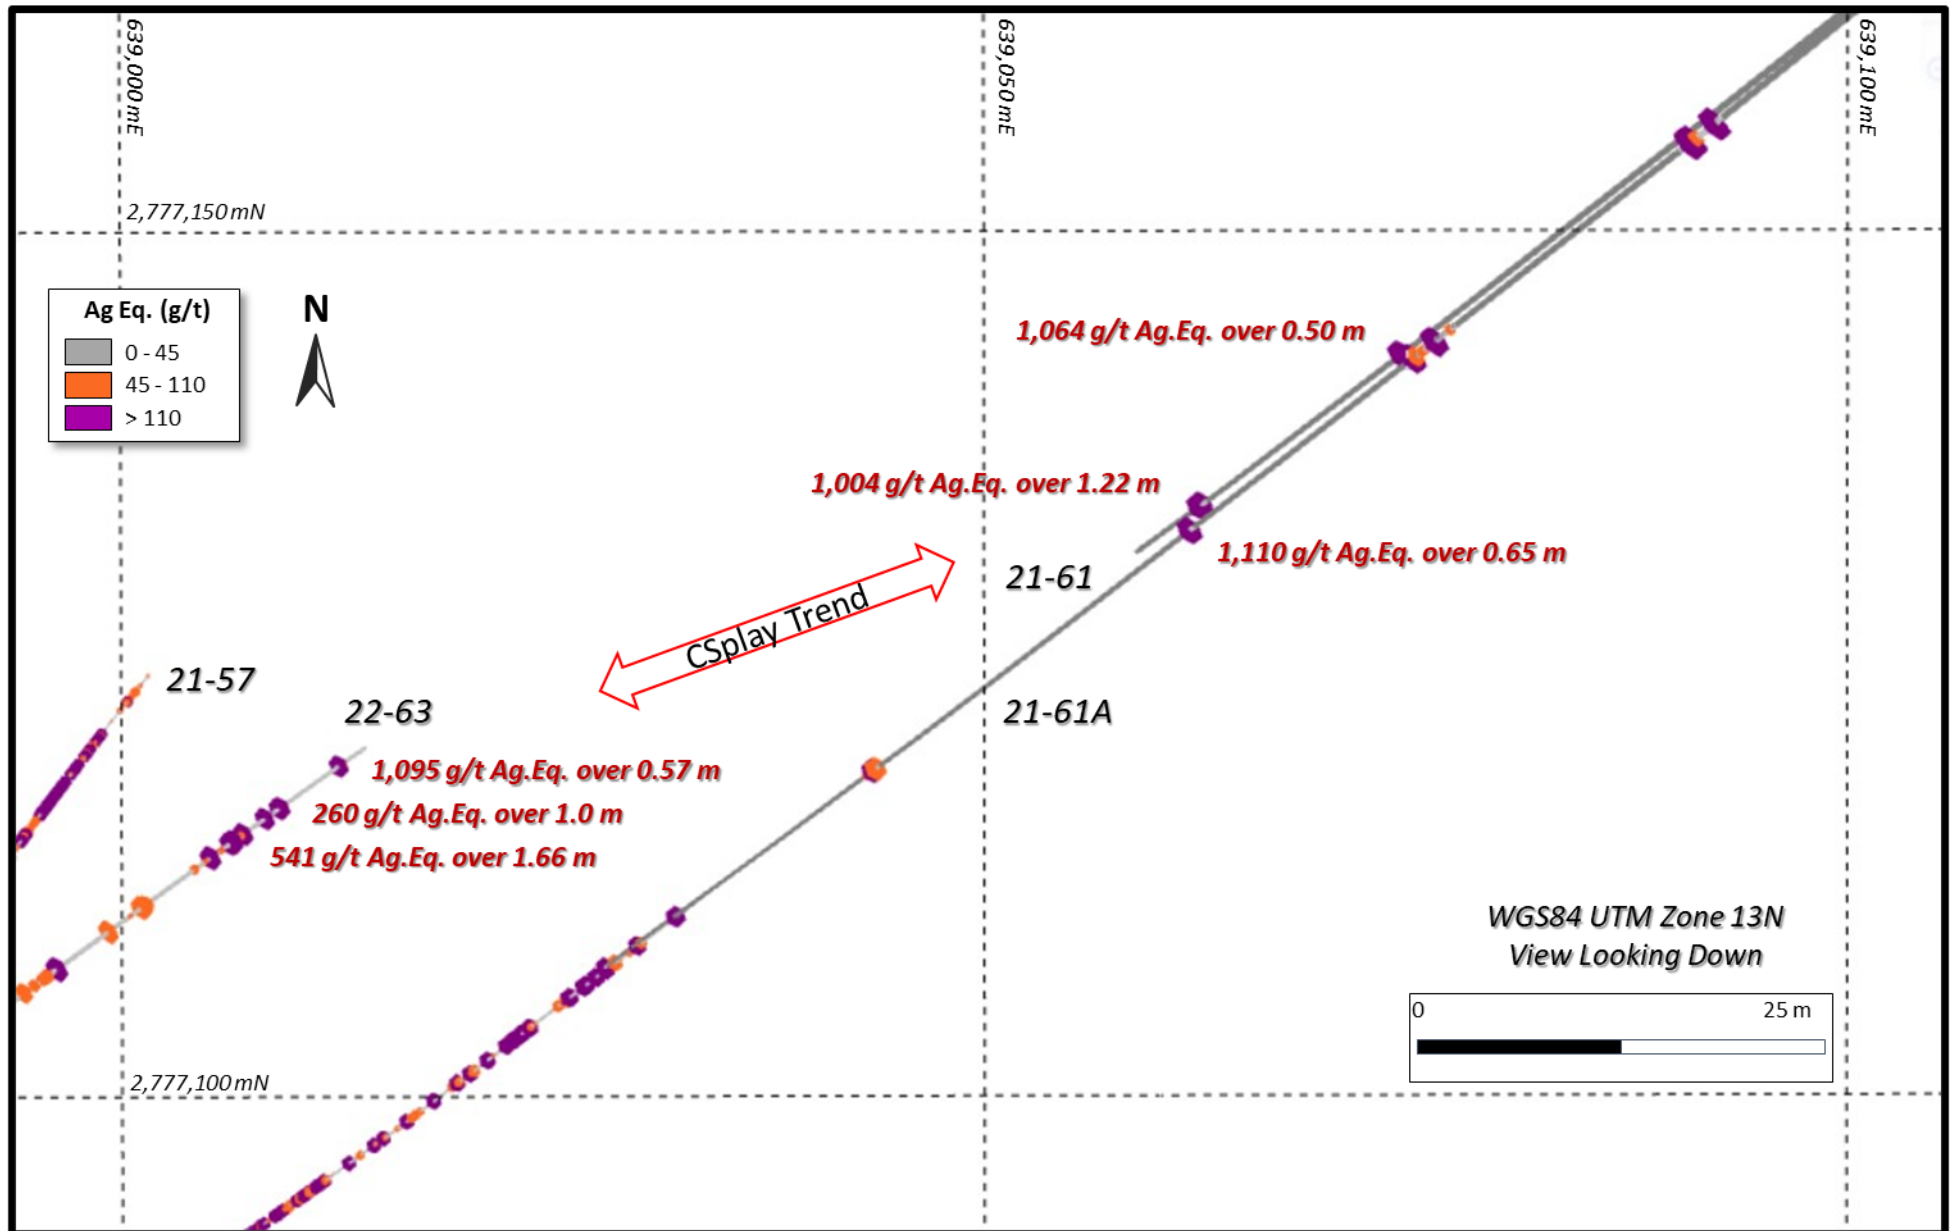 639,000 mE
639,050 mE
639,100 mE
2,777,150 mN
Ag Eq. (g/t)
0 - 45
45 - 110
> 110
N
1,064 g/t Ag.Eq. over 0.50 m
1,004 g/t Ag.Eq. over 1.22 m
1,110 g/t Ag.Eq. over 0.65 m
21-61
CSplay Trend
21-57
22-63
21-61A
1,095 g/t Ag.Eq. over 0.57 m
260 g/t Ag.Eq. over 1.0 m
541 g/t Ag.Eq. over 1.66 m
WGS84 UTM Zone 13N
View Looking Down
0 25 m
2,777,100 mN